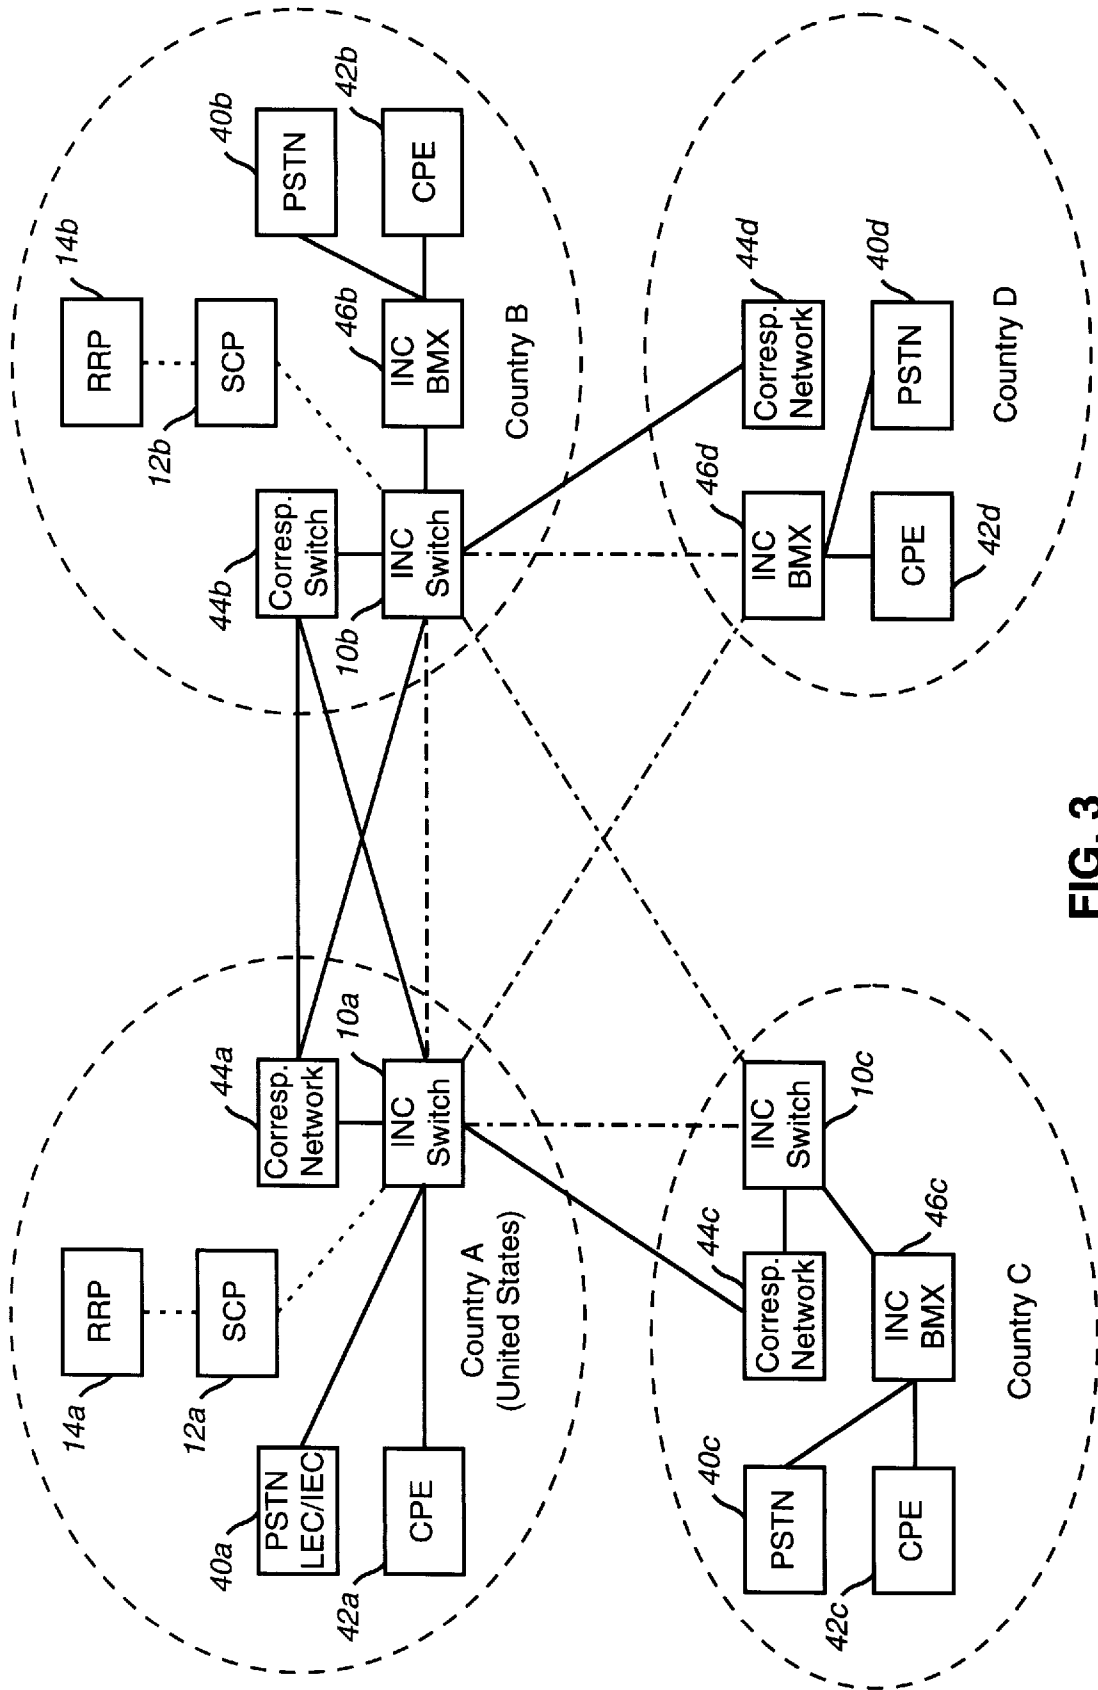 14a
RRP
12a
SCP
40a
PSTN
LEC/IEC
42a
CPE
44a
Corresp.
Network
10a
INC
Switch
Country A
(United States)
14b
RRP
12b
SCP
40b
PSTN
42b
CPE
44b
Corresp.
Switch
10b
INC
Switch
46b
INC
BMX
Country B
40c
PSTN
42c
CPE
44c
Corresp.
Network
INC
Switch
10c
46c
INC
BMX
Country C
46d
INC
BMX
44d
Corresp.
Network
CPE
42d
40d
PSTN
Country D
FIG. 3